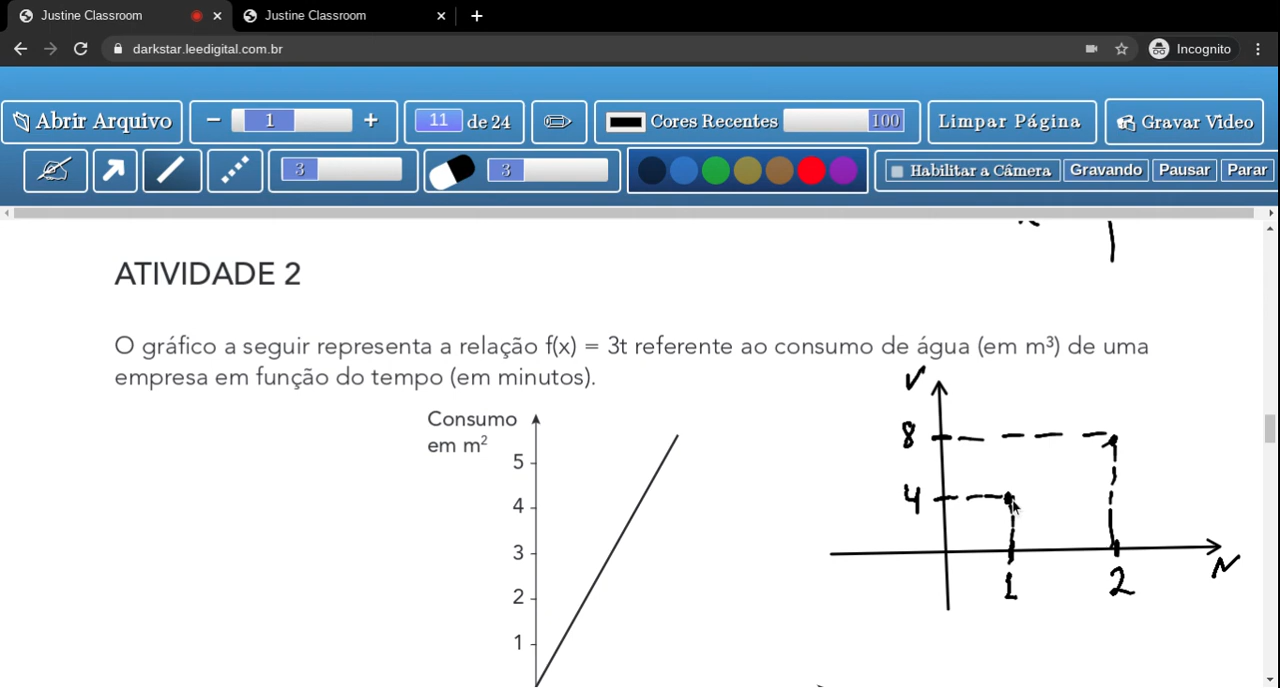 Justine Classroom
Justine Classroom
darkstar.leedigital.com.br
Incognito
Abrir Arquivo
1
11 de 24
Cores Recentes
100
Limpar Página
Gravar Video
3
3
Habilitar a Câmera
Gravando
Pausar
Parar
ATIVIDADE 2
O gráfico a seguir representa a relação f(x) = 3t referente ao consumo de água (em m³) de uma
empresa em função do tempo (em minutos).
Consumo
em m²
5
4
3
2
1
V
8
4
1
2
N